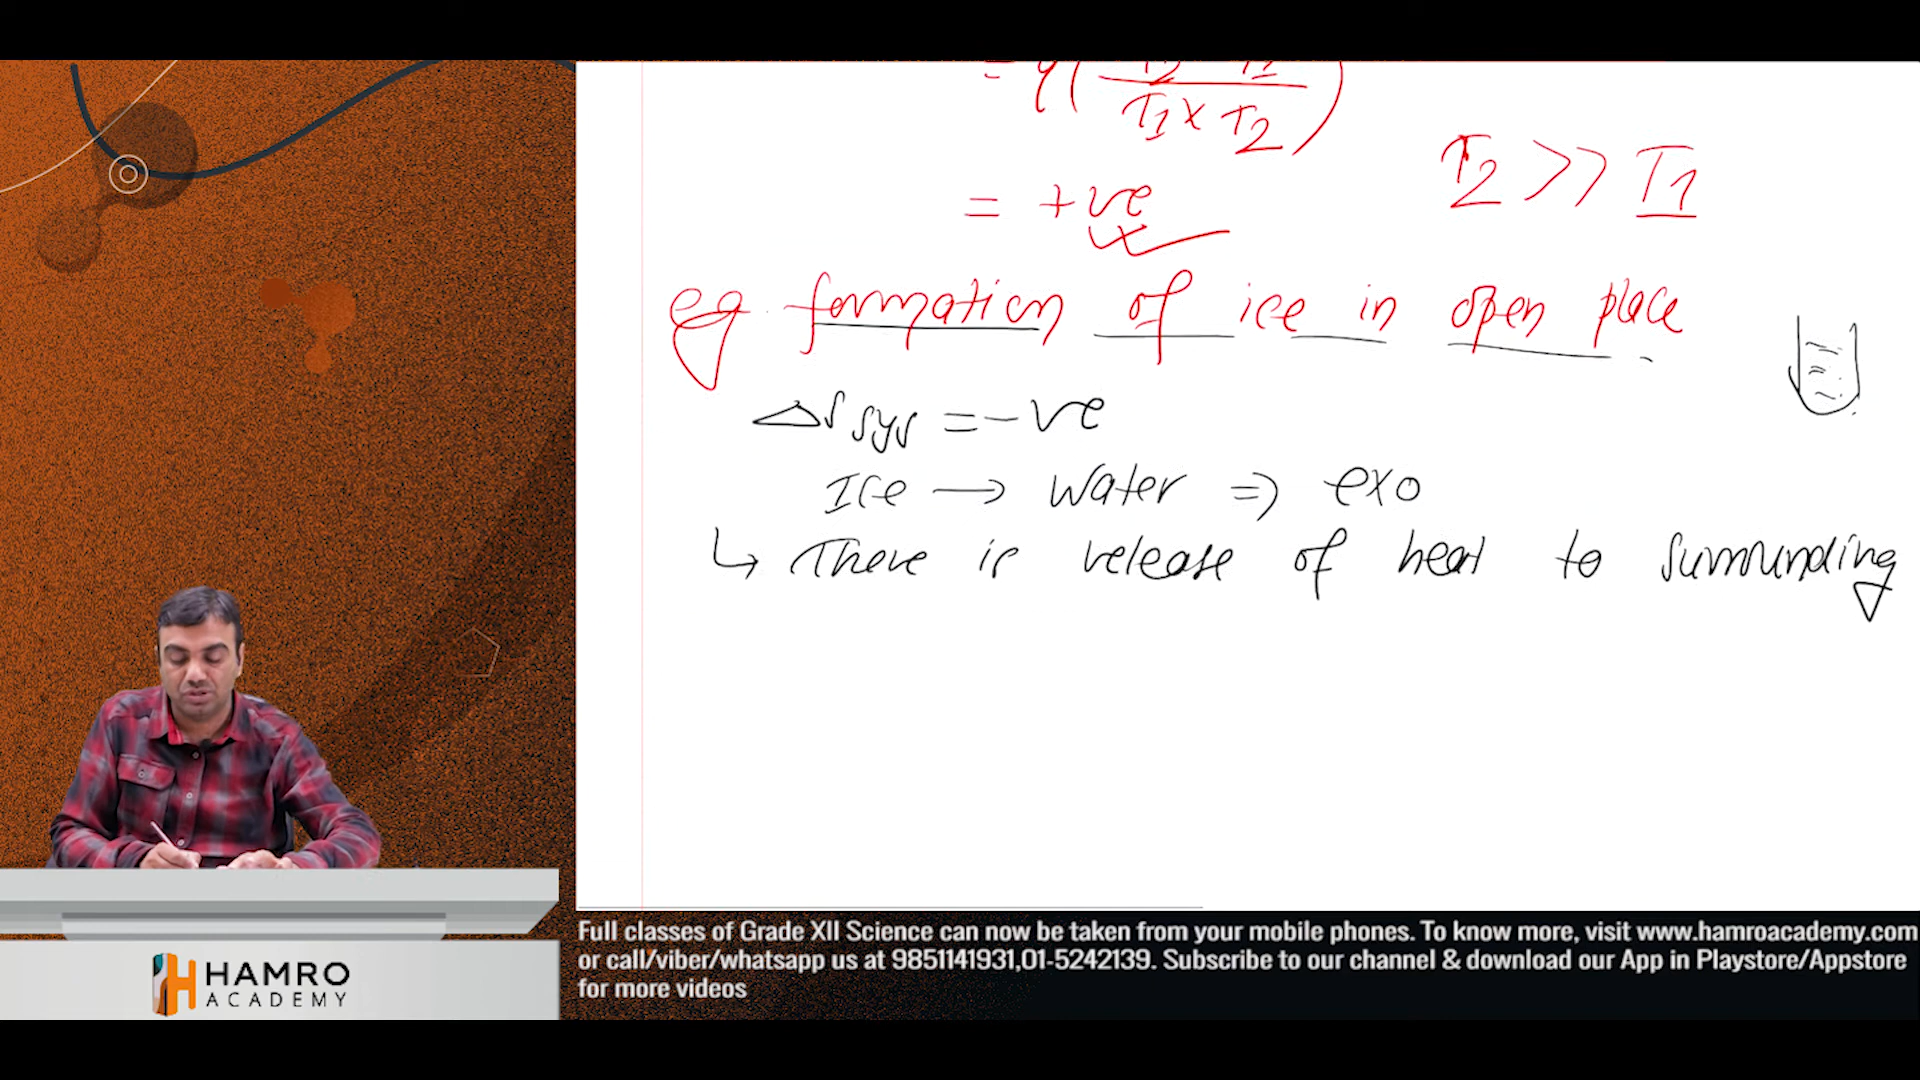 = q( T2 - T1
T1 x T2 )
T2 >> T1
= +ve
eg. formation of ice in open place
ΔS sys = -ve
Ice → Water ⇒ exo
↳ There is release of heat to surrounding
HAMRO
ACADEMY
Full classes of Grade XII Science can now be taken from your mobile phones. To know more, visit www.hamroacademy.com
or call/viber/whatsapp us at 9851141931,01-5242139. Subscribe to our channel & download our App in Playstore/Appstore
for more videos